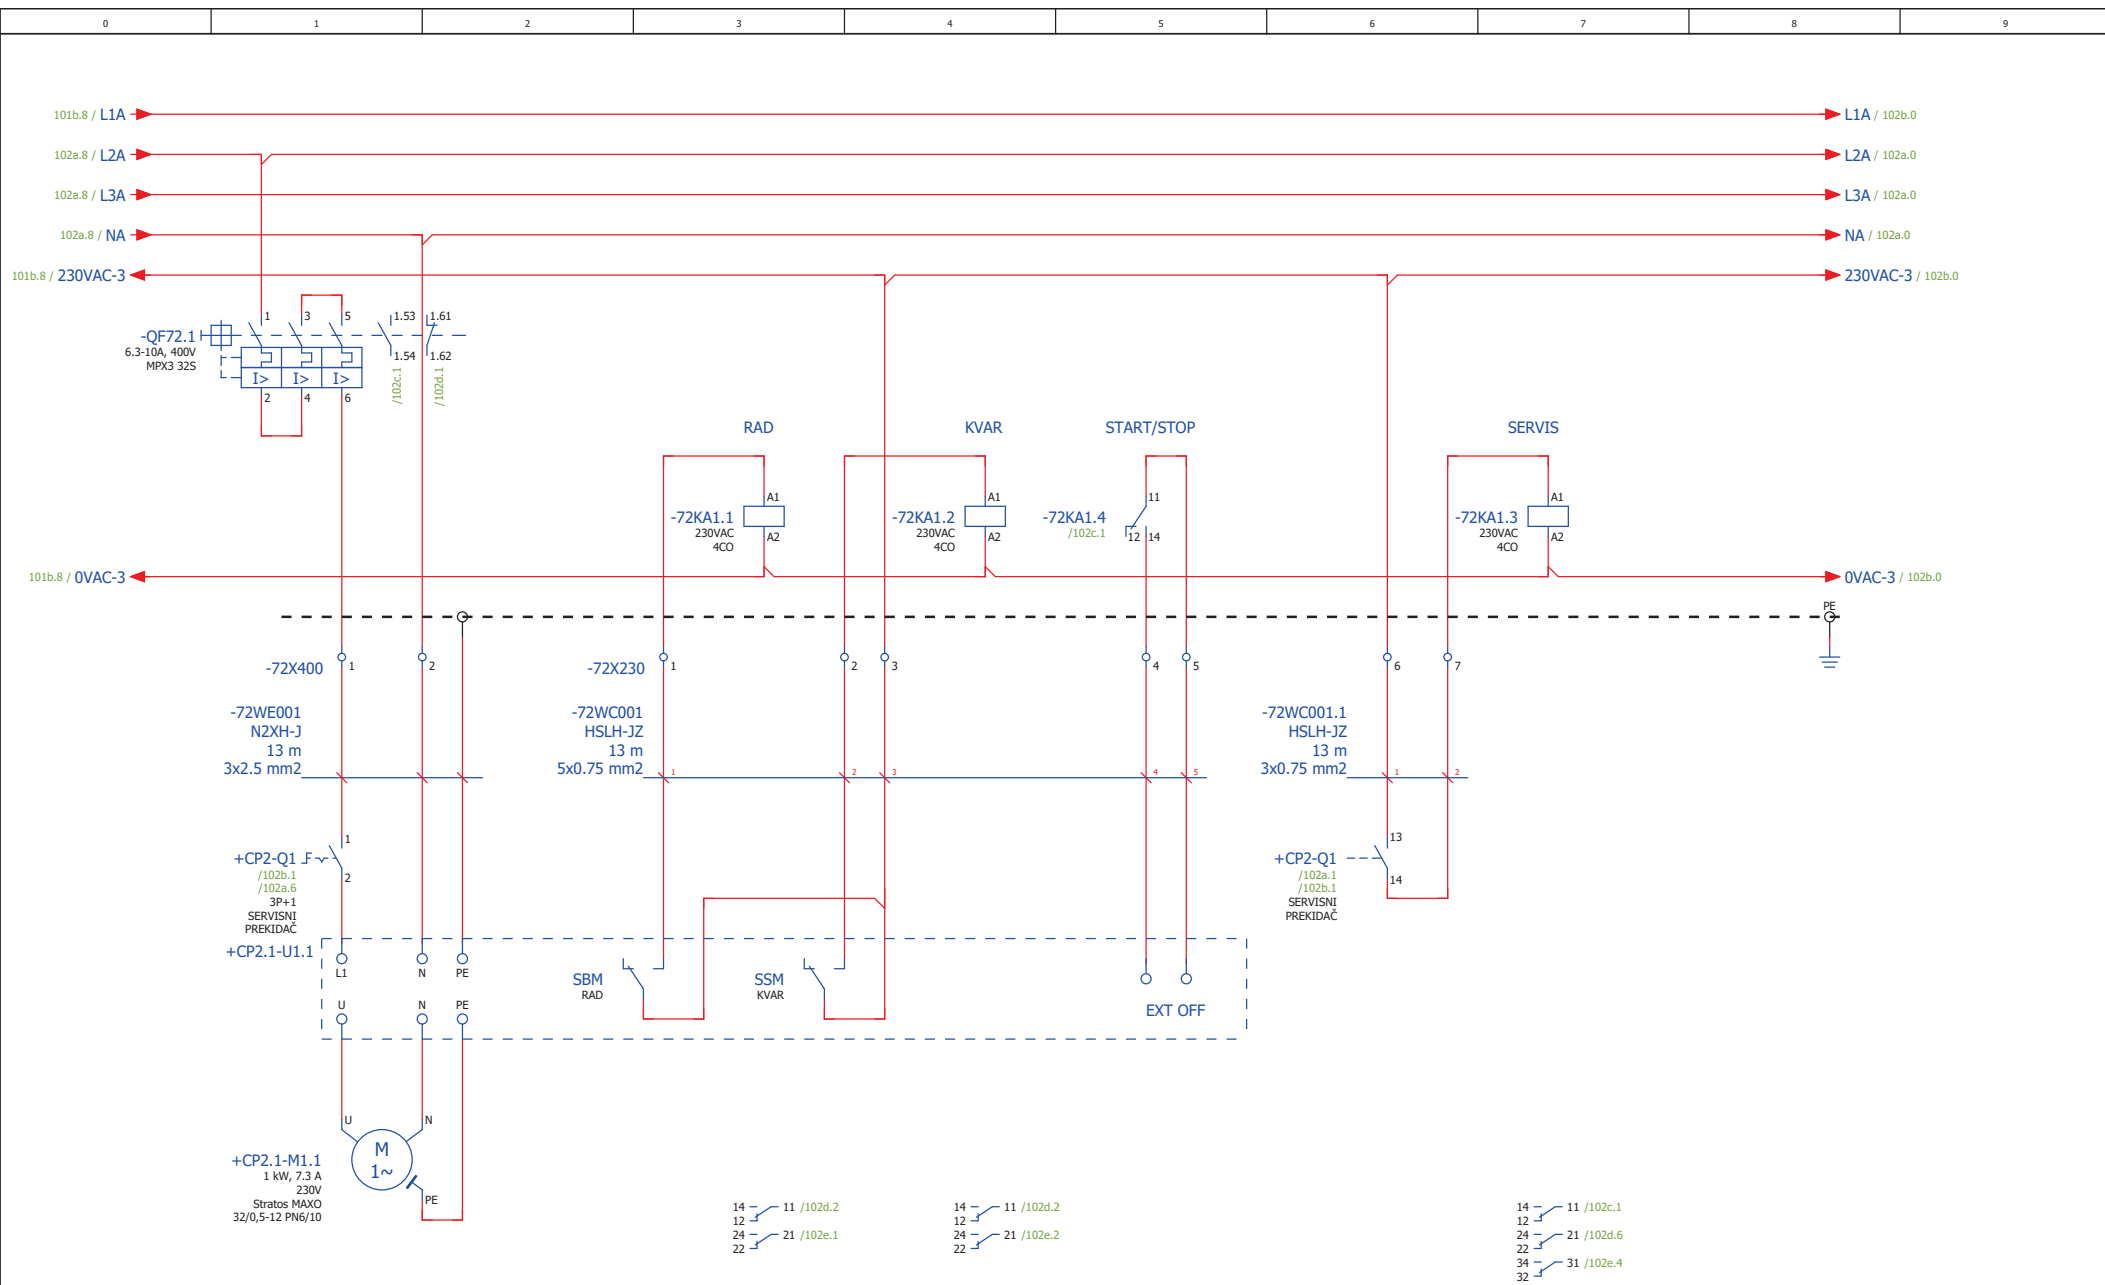 0 1 2 3 4 5 6 7 8 9
101b.8 / L1A L1A / 102b.0
102a.8 / L2A L2A / 102a.0
102a.8 / L3A L3A / 102a.0
102a.8 / NA NA / 102a.0
101b.8 / 230VAC-3 230VAC-3 / 102b.0
1 3 5 1.53 1.61
-QF72.1
6.3-10A, 400V
MPX3 32S
1.54 1.62
I> I> I>
2 4 6
/102c.1 /102d.1
RAD KVAR START/STOP SERVIS
A1 A1 11 A1
-72KA1.1
230VAC
4CO
A2
-72KA1.2
230VAC
4CO
A2
-72KA1.4
/102c.1
12 14
-72KA1.3
230VAC
4CO
A2
101b.8 / 0VAC-3 0VAC-3 / 102b.0
PE
-72X400 1 2
-72X230 1 2 3 4 5 6 7
-72WE001
N2XH-J
13 m
3x2.5 mm2
-72WC001
HSLH-JZ
13 m
5x0.75 mm2
1 2 3 4 5
-72WC001.1
HSLH-JZ
13 m
3x0.75 mm2
1 2
1
+CP2-Q1
/102b.1
/102a.6
3P+1
SERVISNI
PREKIDAČ
2
13
+CP2-Q1
/102a.1
/102b.1
SERVISNI
PREKIDAČ
14
+CP2.1-U1.1
L1 N PE
U N PE
SBM
RAD
SSM
KVAR
EXT OFF
U N
M
1~
PE
+CP2.1-M1.1
1 kW, 7.3 A
230V
Stratos MAXO
32/0,5-12 PN6/10
14 11 /102d.2
12
24 21 /102e.1
22
14 11 /102d.2
12
24 21 /102e.2
22
14 11 /102c.1
12
24 21 /102d.6
22
34 31 /102e.4
32